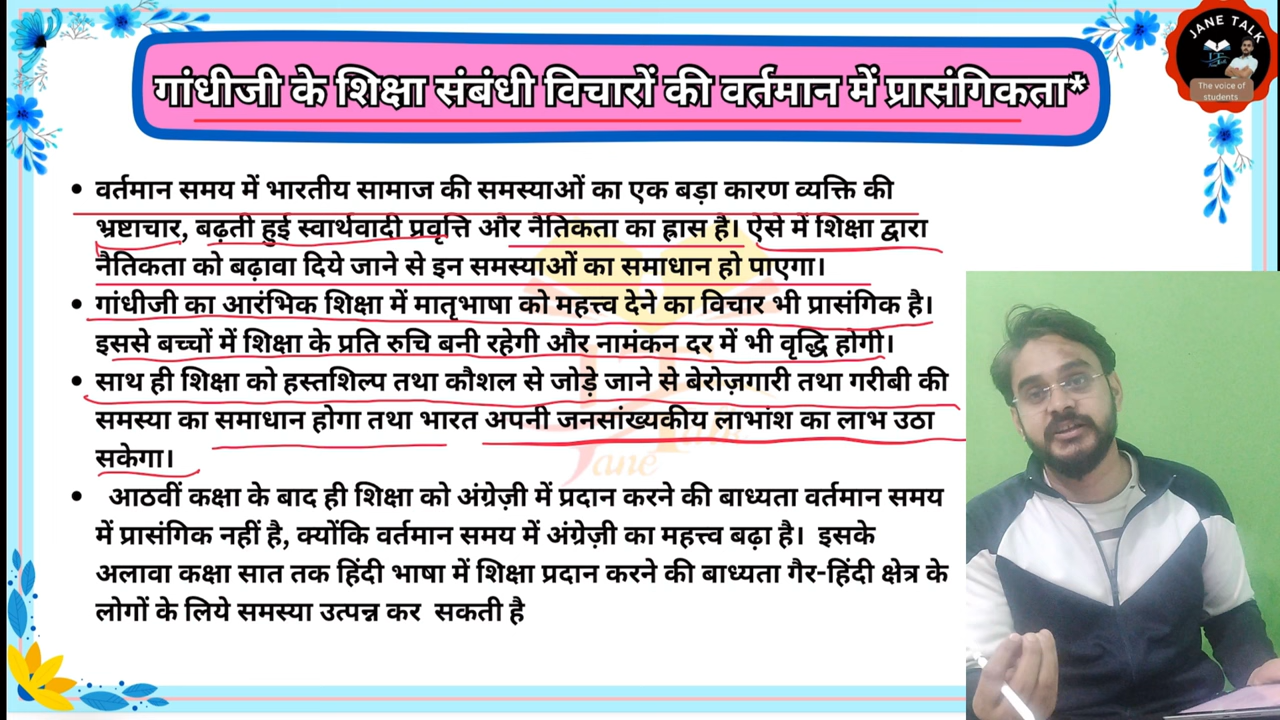 गांधीजी के शिक्षा संबंधी विचारों की वर्तमान में प्रासंगिकता*
JANE TALK
The voice of
students
• वर्तमान समय में भारतीय सामाज की समस्याओं का एक बड़ा कारण व्यक्ति की
भ्रष्टाचार, बढ़ती हुई स्वार्थवादी प्रवृत्ति और नैतिकता का ह्रास है। ऐसे में शिक्षा द्वारा
नैतिकता को बढ़ावा दिये जाने से इन समस्याओं का समाधान हो पाएगा।
• गांधीजी का आरंभिक शिक्षा में मातृभाषा को महत्त्व देने का विचार भी प्रासंगिक है।
इससे बच्चों में शिक्षा के प्रति रुचि बनी रहेगी और नामंकन दर में भी वृद्धि होगी।
• साथ ही शिक्षा को हस्तशिल्प तथा कौशल से जोड़े जाने से बेरोज़गारी तथा गरीबी की
समस्या का समाधान होगा तथा भारत अपनी जनसांख्यकीय लाभांश का लाभ उठा
सकेगा।
• आठवीं कक्षा के बाद ही शिक्षा को अंग्रेज़ी में प्रदान करने की बाध्यता वर्तमान समय
में प्रासंगिक नहीं है, क्योंकि वर्तमान समय में अंग्रेज़ी का महत्त्व बढ़ा है। इसके
अलावा कक्षा सात तक हिंदी भाषा में शिक्षा प्रदान करने की बाध्यता गैर-हिंदी क्षेत्र के
लोगों के लिये समस्या उत्पन्न कर सकती है
Jane Talk